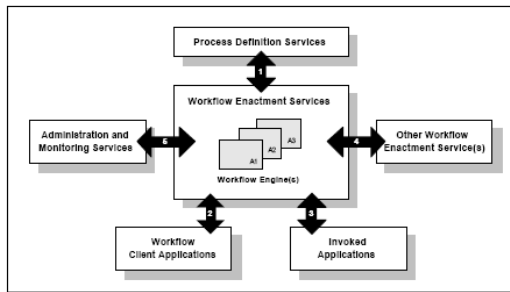 Process Definition Services
1
Workflow Enactment Services
Administration and
Monitoring Services
5
A3
A2
A1
Workflow Engine(s)
4
Other Workflow
Enactment Service(s)
2
3
Workflow
Client Applications
Invoked
Applications